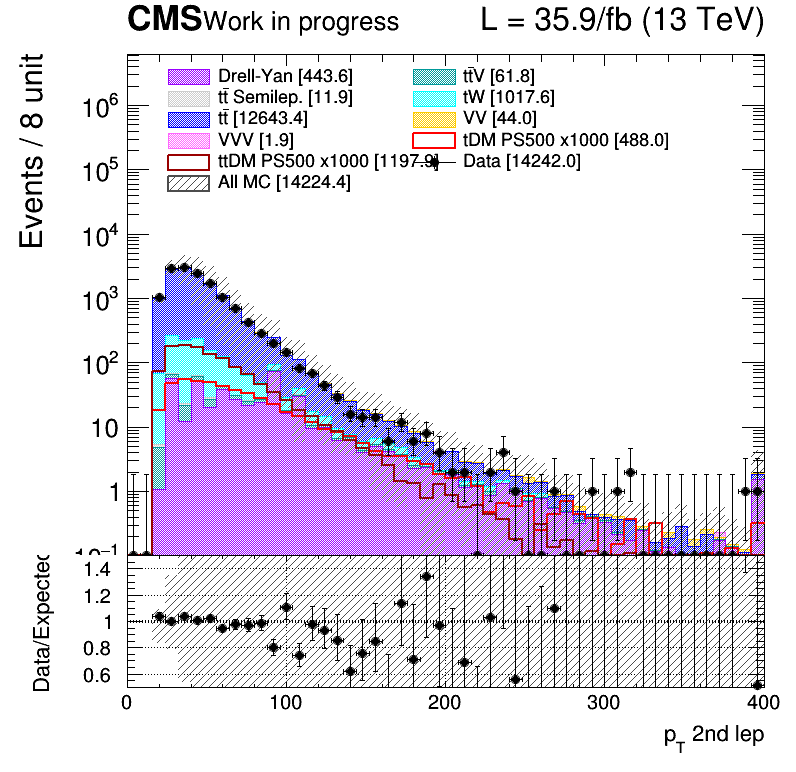 CMS Work in progress L = 35.9/fb (13 TeV)
Events / 8 unit
Drell-Yan [443.6] tt̄V [61.8]
tt̄ Semilep. [11.9] tW [1017.6]
tt̄ [12643.4] VV [44.0]
VVV [1.9] tDM PS500 x1000 [488.0]
ttDM PS500 x1000 [1197.9] Data [14242.0]
All MC [14224.4]
10⁶
10⁵
10⁴
10³
10²
10
1
10⁻¹
Data/Expected
1.4
1.2
1
0.8
0.6
0 100 200 300 400
p_T 2nd lep